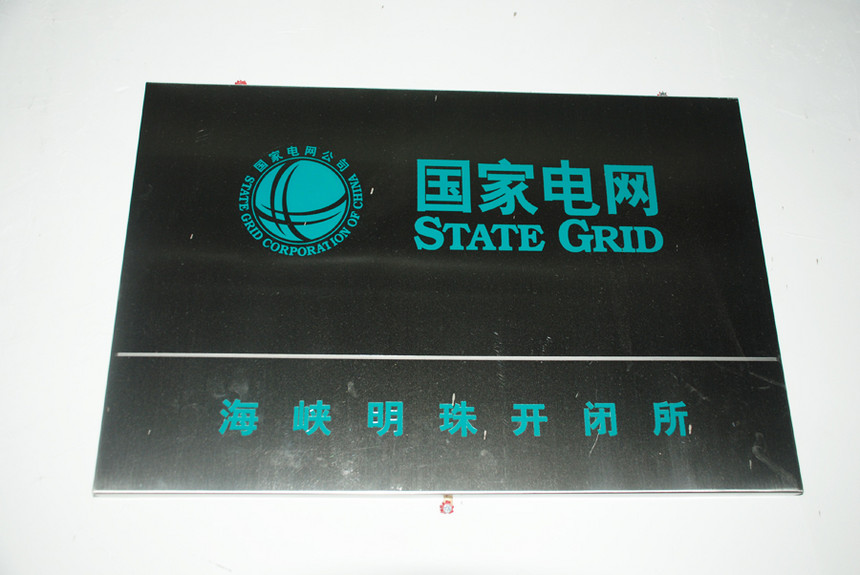 国家电网公司
STATE GRID CORPORATION OF CHINA
国家电网
STATE GRID
海峡明珠开闭所